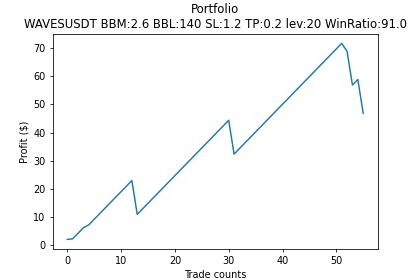 Portfolio
WAVESUSDT BBM:2.6 BBL:140 SL:1.2 TP:0.2 lev:20 WinRatio:91.0
70
60
50
40
30
20
10
0
Profit ($)
0 10 20 30 40 50
Trade counts